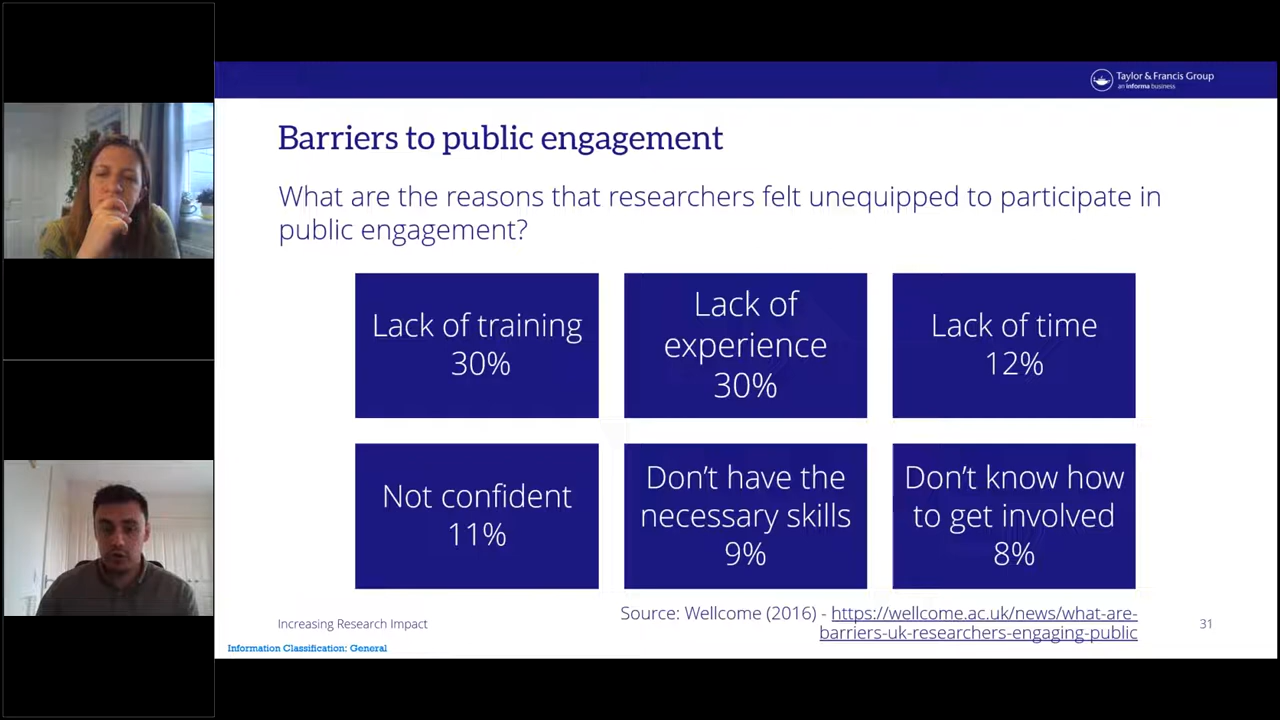 Taylor & Francis Group
an informa business
Barriers to public engagement
What are the reasons that researchers felt unequipped to participate in
public engagement?
Lack of training
30%
Lack of
experience
30%
Lack of time
12%
Not confident
11%
Don't have the
necessary skills
9%
Don't know how
to get involved
8%
Source: Wellcome (2016) - https://wellcome.ac.uk/news/what-are-
barriers-uk-researchers-engaging-public
Increasing Research Impact
31
Information Classification: General